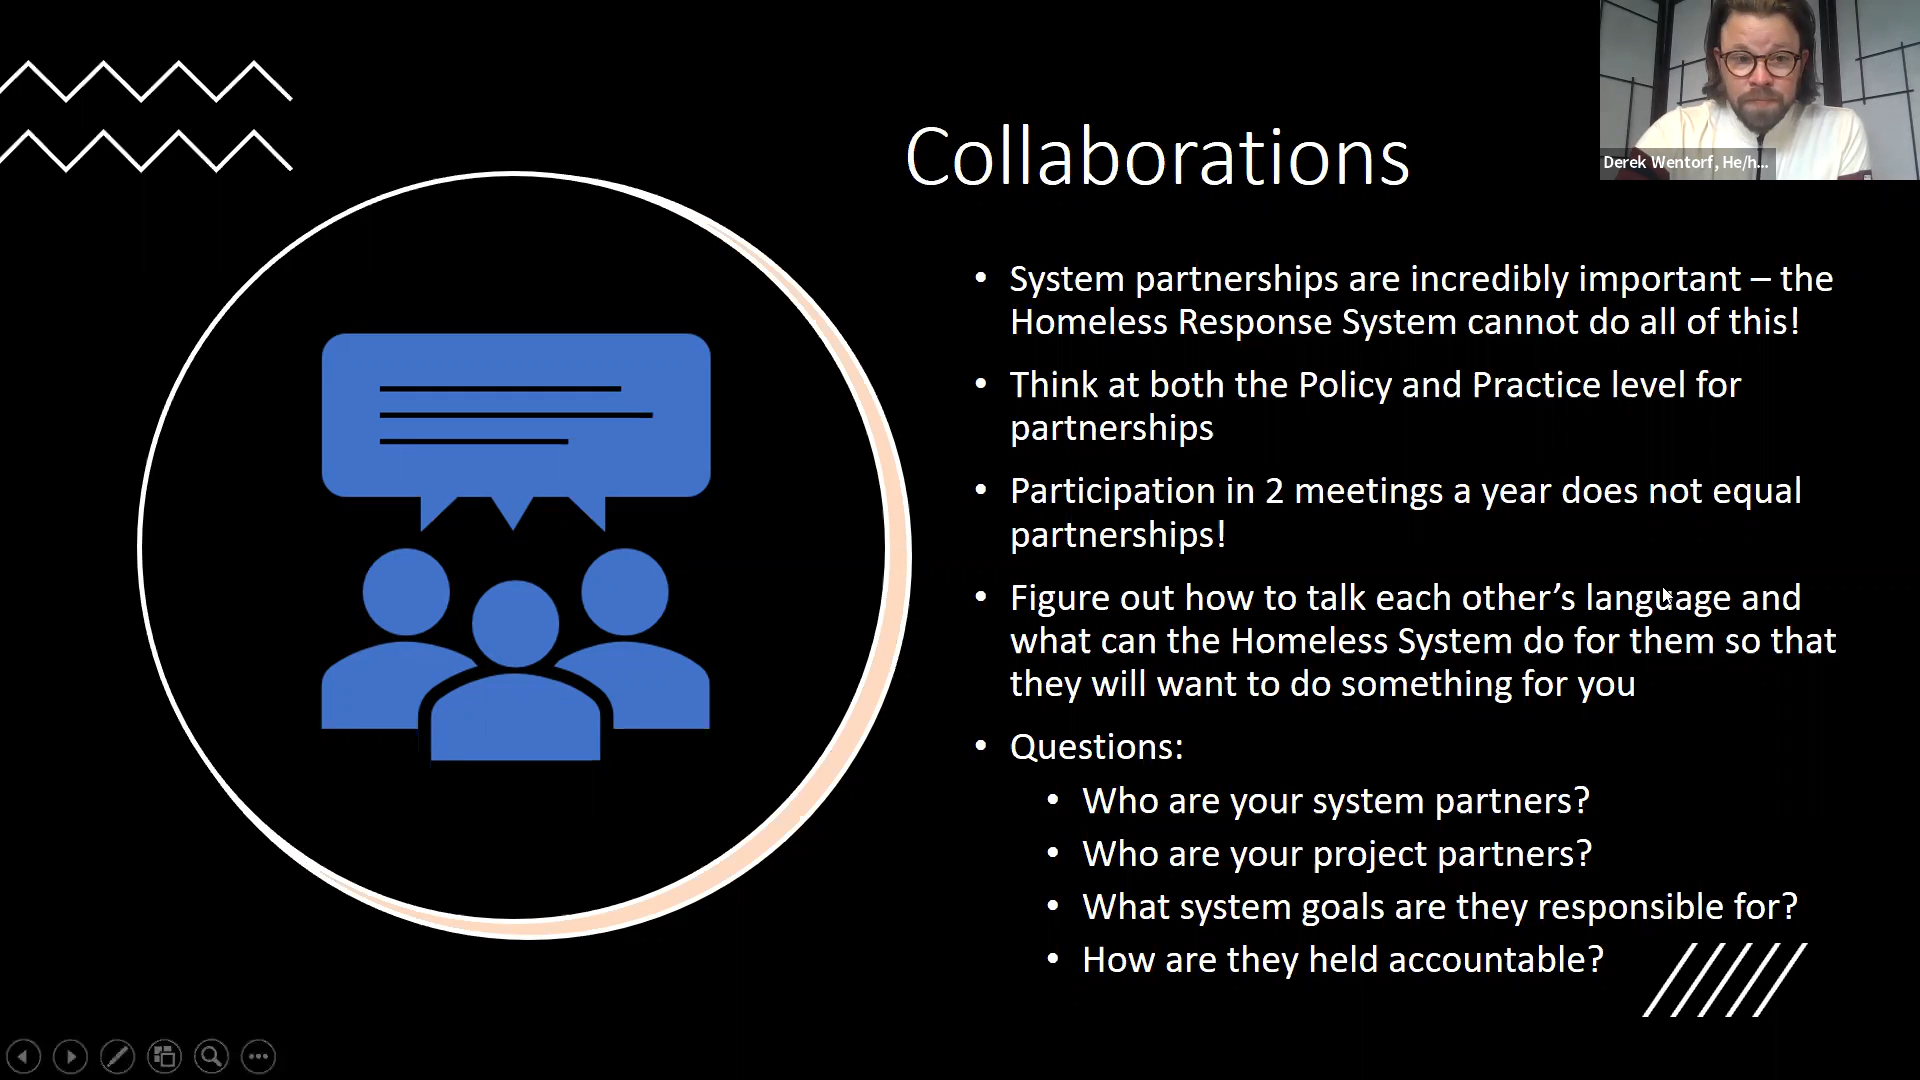 Collaborations
Derek Wentorf, He/h...
• System partnerships are incredibly important – the
Homeless Response System cannot do all of this!
• Think at both the Policy and Practice level for
partnerships
• Participation in 2 meetings a year does not equal
partnerships!
• Figure out how to talk each other’s language and
what can the Homeless System do for them so that
they will want to do something for you
• Questions:
• Who are your system partners?
• Who are your project partners?
• What system goals are they responsible for?
• How are they held accountable?